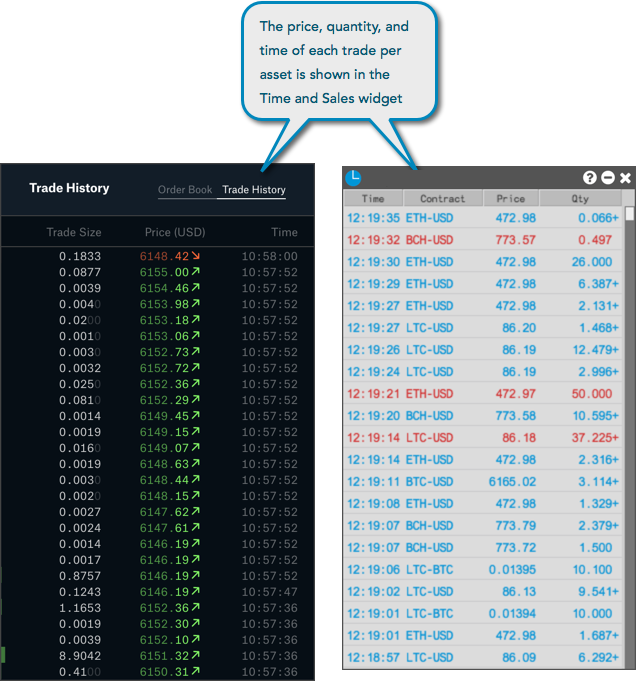 The price, quantity, and
time of each trade per
asset is shown in the
Time and Sales widget
Trade History
Order Book Trade History
Trade Size Price (USD) Time
0.1833 6148.42↘ 10:58:00
0.0877 6155.00↗ 10:57:52
0.0039 6154.46↗ 10:57:52
0.0040 6153.98↗ 10:57:52
0.0200 6153.18↗ 10:57:52
0.0010 6153.06↗ 10:57:52
0.0030 6152.73↗ 10:57:52
0.0032 6152.72↗ 10:57:52
0.0250 6152.36↗ 10:57:52
0.0810 6152.29↗ 10:57:52
0.0014 6149.45↗ 10:57:52
0.0019 6149.15↗ 10:57:52
0.0160 6149.07↗ 10:57:52
0.0019 6148.63↗ 10:57:52
0.0030 6148.44↗ 10:57:52
0.0020 6148.15↗ 10:57:52
0.0027 6147.62↗ 10:57:52
0.0024 6147.61↗ 10:57:52
0.0014 6146.19↗ 10:57:52
0.0017 6146.19↗ 10:57:52
0.8757 6146.19↗ 10:57:52
0.1243 6146.19↗ 10:57:47
1.1653 6152.36↗ 10:57:36
0.0019 6152.30↗ 10:57:36
0.0039 6152.10↗ 10:57:36
8.9042 6151.32↗ 10:57:36
0.4100 6150.31↗ 10:57:36
Time Contract Price Qty
12:19:35 ETH-USD 472.98 0.066+
12:19:32 BCH-USD 773.57 0.497
12:19:30 ETH-USD 472.98 26.000
12:19:29 ETH-USD 472.98 6.387+
12:19:27 ETH-USD 472.98 2.131+
12:19:27 LTC-USD 86.20 1.468+
12:19:26 LTC-USD 86.19 12.479+
12:19:24 LTC-USD 86.19 2.996+
12:19:21 ETH-USD 472.97 50.000
12:19:20 BCH-USD 773.58 10.595+
12:19:14 LTC-USD 86.18 37.225+
12:19:14 ETH-USD 472.98 2.316+
12:19:11 BTC-USD 6165.02 3.114+
12:19:08 ETH-USD 472.98 1.329+
12:19:07 BCH-USD 773.79 2.379+
12:19:07 BCH-USD 773.72 1.500
12:19:06 LTC-BTC 0.01395 10.100
12:19:02 LTC-USD 86.13 9.541+
12:19:01 LTC-BTC 0.01394 10.000
12:19:01 ETH-USD 472.98 1.687+
12:18:57 LTC-USD 86.09 6.292+